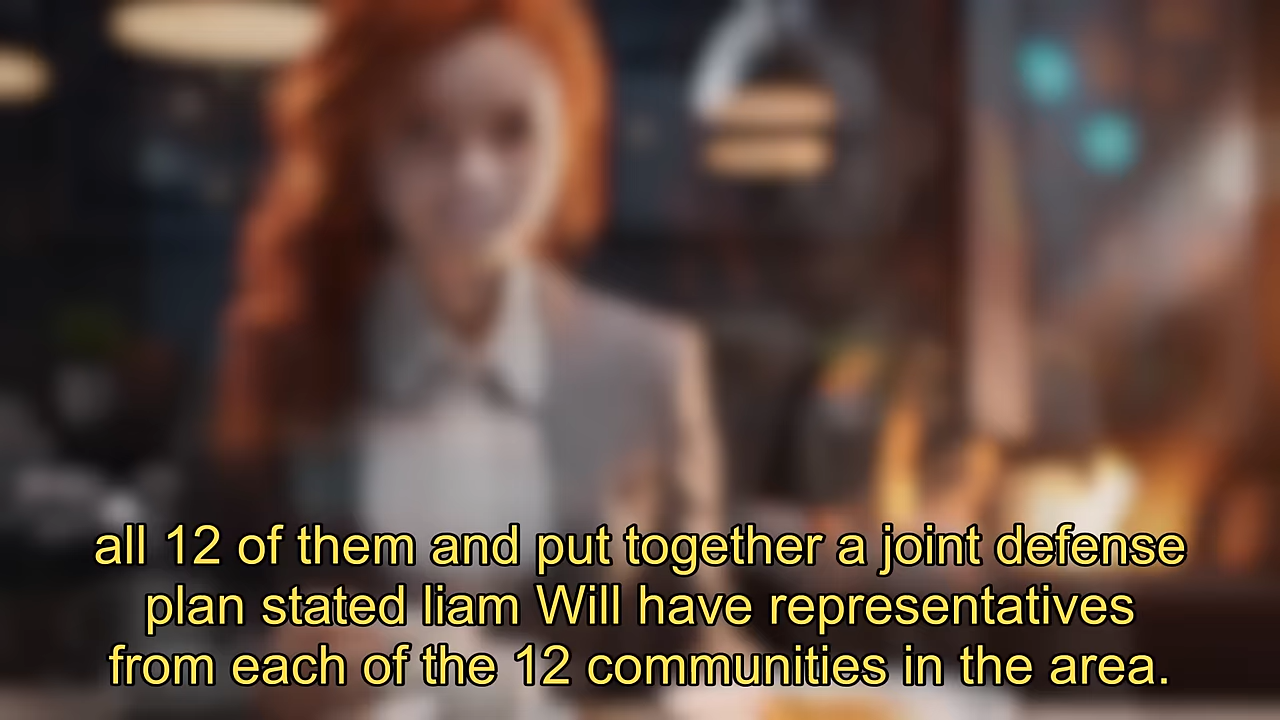 all 12 of them and put together a joint defense
plan stated liam Will have representatives
from each of the 12 communities in the area.